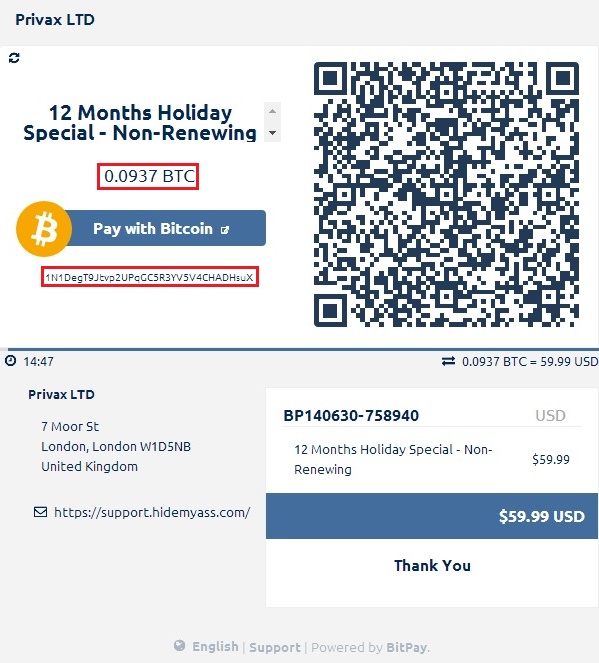 Privax LTD
12 Months Holiday
Special - Non-Renewing
0.0937 BTC
Pay with Bitcoin
1N1DegT9Jtvp2UPqGC5R3YV5V4CHADHsuX
14:47
0.0937 BTC = 59.99 USD
Privax LTD
7 Moor St
London, London W1D5NB
United Kingdom
https://support.hidemyass.com/
BP140630-758940 USD
12 Months Holiday Special - Non-
Renewing
$59.99
$59.99 USD
Thank You
English | Support | Powered by BitPay.